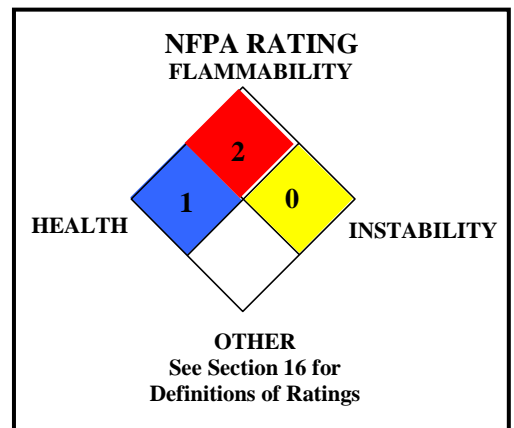 NFPA RATING
FLAMMABILITY
2
1
0
HEALTH
INSTABILITY
OTHER
See Section 16 for
Definitions of Ratings